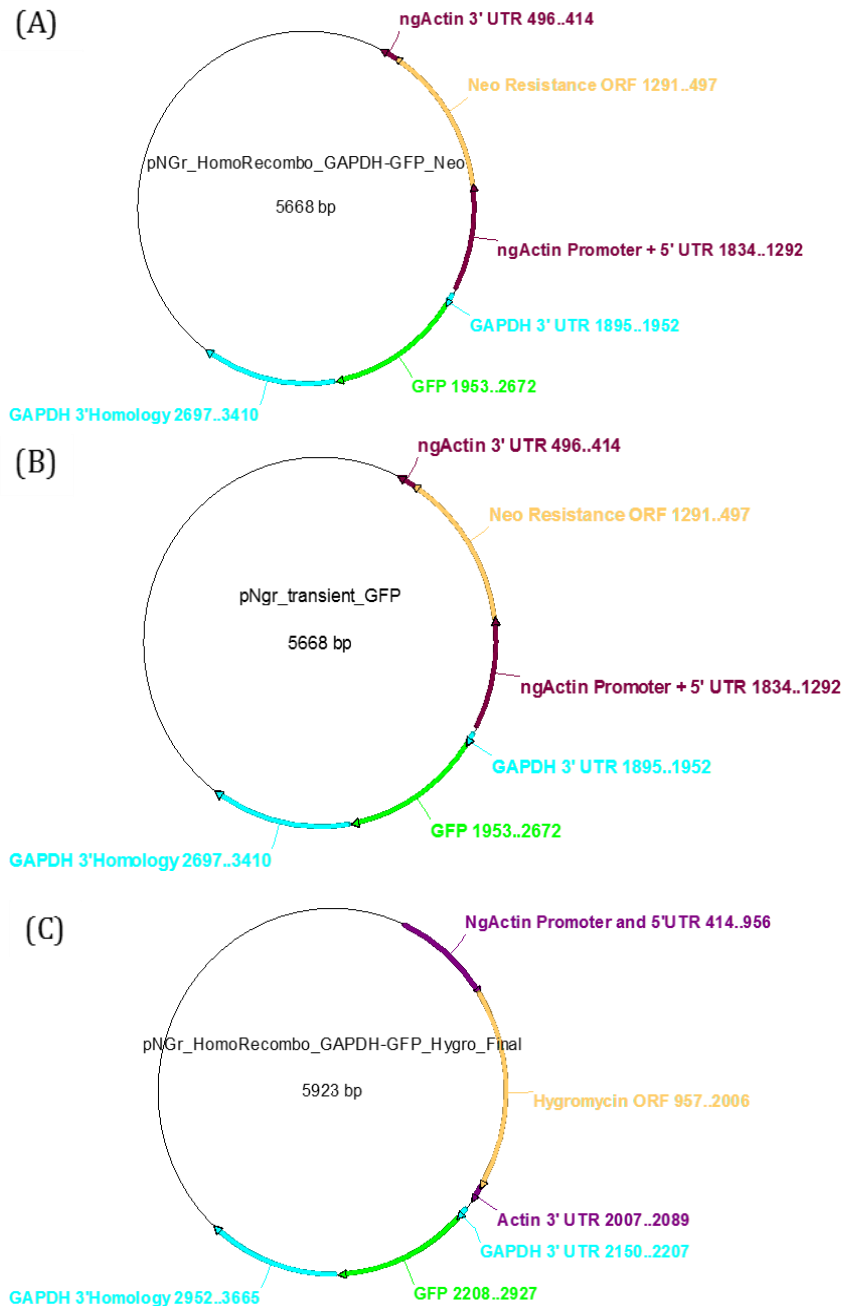 (A)
ngActin 3' UTR 496..414
Neo Resistance ORF 1291..497
pNGr_HomoRecombo_GAPDH-GFP_Neo
5668 bp
ngActin Promoter + 5' UTR 1834..1292
GAPDH 3' UTR 1895..1952
GFP 1953..2672
GAPDH 3'Homology 2697..3410
(B)
ngActin 3' UTR 496..414
Neo Resistance ORF 1291..497
pNgr_transient_GFP
5668 bp
ngActin Promoter + 5' UTR 1834..1292
GAPDH 3' UTR 1895..1952
GFP 1953..2672
GAPDH 3'Homology 2697..3410
(C)
NgActin Promoter and 5'UTR 414..956
pNGr_HomoRecombo_GAPDH-GFP_Hygro_Final
5923 bp
Hygromycin ORF 957..2006
Actin 3' UTR 2007..2089
GAPDH 3' UTR 2150..2207
GFP 2208..2927
GAPDH 3'Homology 2952..3665